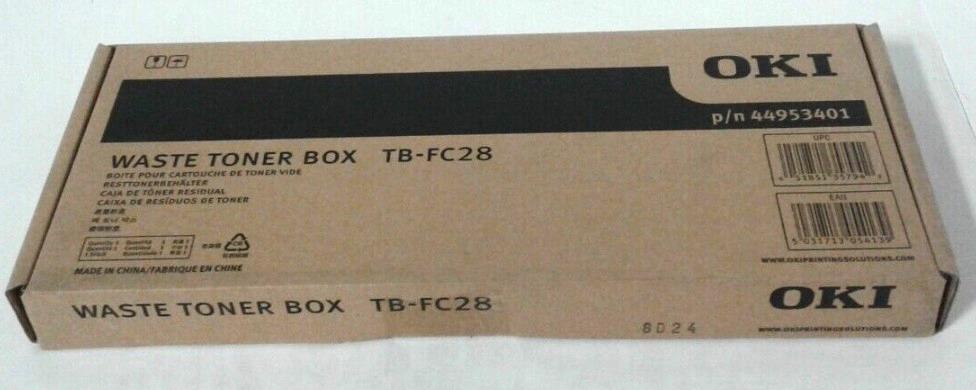 OKI
p/n 44953401
WASTE TONER BOX TB-FC28
BOITE POUR CARTOUCHE DE TONER VIDE
RESTTONERBEHÄLTER
CAJA DE TÓNER RESIDUAL
CAIXA DE RESÍDUOS DE TONER
UPC
EAN
5 031713 054139
WWW.OKIPRINTINGSOLUTIONS.COM
MADE IN CHINA/FABRIQUE EN CHINE
WASTE TONER BOX TB-FC28
OKI
8D24
WWW.OKIPRINTINGSOLUTIONS.COM